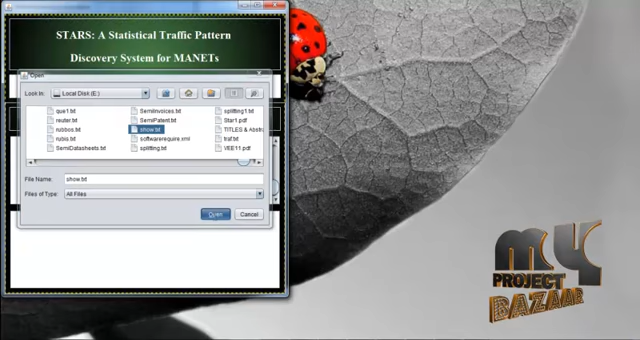 STARS: A Statistical Traffic Pattern
Discovery System for MANETs
Open
Look In:
Local Disk (E:)
que1.txt
reuter.txt
rubbos.txt
rubis.txt
SemiDatasheets.txt
SemiInvoices.txt
SemiPatent.txt
show.txt
softwarerequire.xml
splitting.txt
splitting1.txt
Star1.pdf
TITLES & Abstra
traf.txt
VEE11.pdf
File Name:
show.txt
Files of Type:
All Files
Open
Cancel
MY
PROJECT
BAZAAR